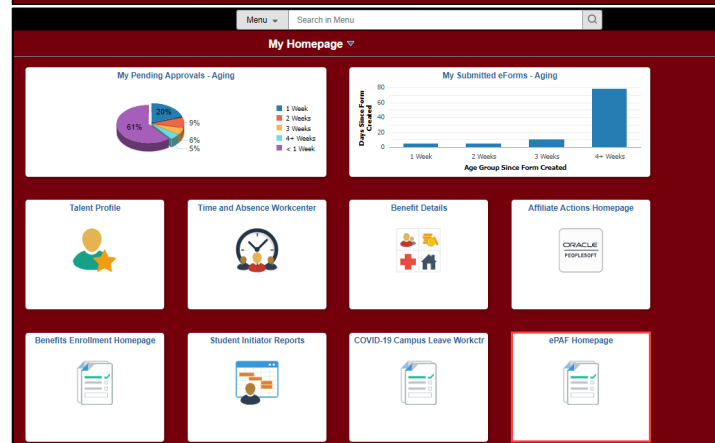 Menu
Search in Menu
My Homepage
My Pending Approvals - Aging
61%
20%
9%
6%
5%
1 Week
2 Weeks
3 Weeks
4+ Weeks
< 1 Week
My Submitted eForms - Aging
Days Since Form
Created
80
60
40
20
0
1 Week
2 Weeks
3 Weeks
4+ Weeks
Age Group Since Form Created
Talent Profile
Time and Absence Workcenter
Benefit Details
Affiliate Actions Homepage
ORACLE
PEOPLESOFT
Benefits Enrollment Homepage
Student Initiator Reports
COVID-19 Campus Leave Workctr
ePAF Homepage